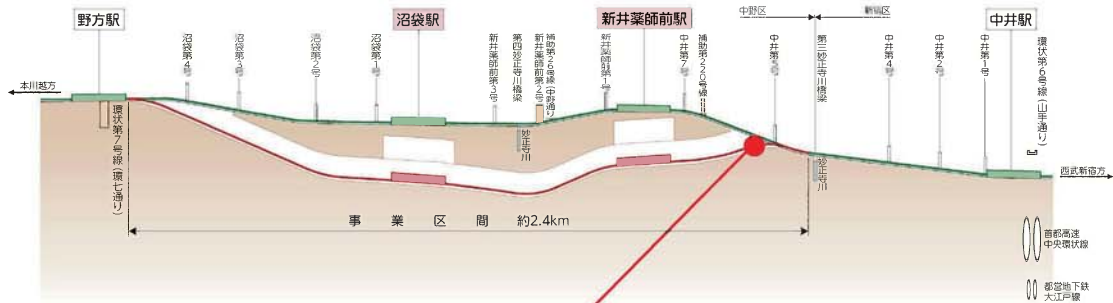 野方駅
沼袋駅
新井薬師前駅
中井駅
中野区
新宿区
本川越方
西武新宿方
環状第7号線(環七通り)
沼袋第4号
沼袋第3号
沼袋第2号
沼袋第1号
新井薬師前第3号
第四妙正寺川橋梁
妙正寺川
新井薬師前第2号
補助第26号線(中野通り)
新井薬師前第1号
中井第7号
補助第220号線
中井第5号
第三妙正寺川橋梁
妙正寺川
中井第4号
中井第2号
中井第1号
環状第6号線(山手通り)
事業区間 約2.4km
首都高速
中央環状線
都営地下鉄
大江戸線